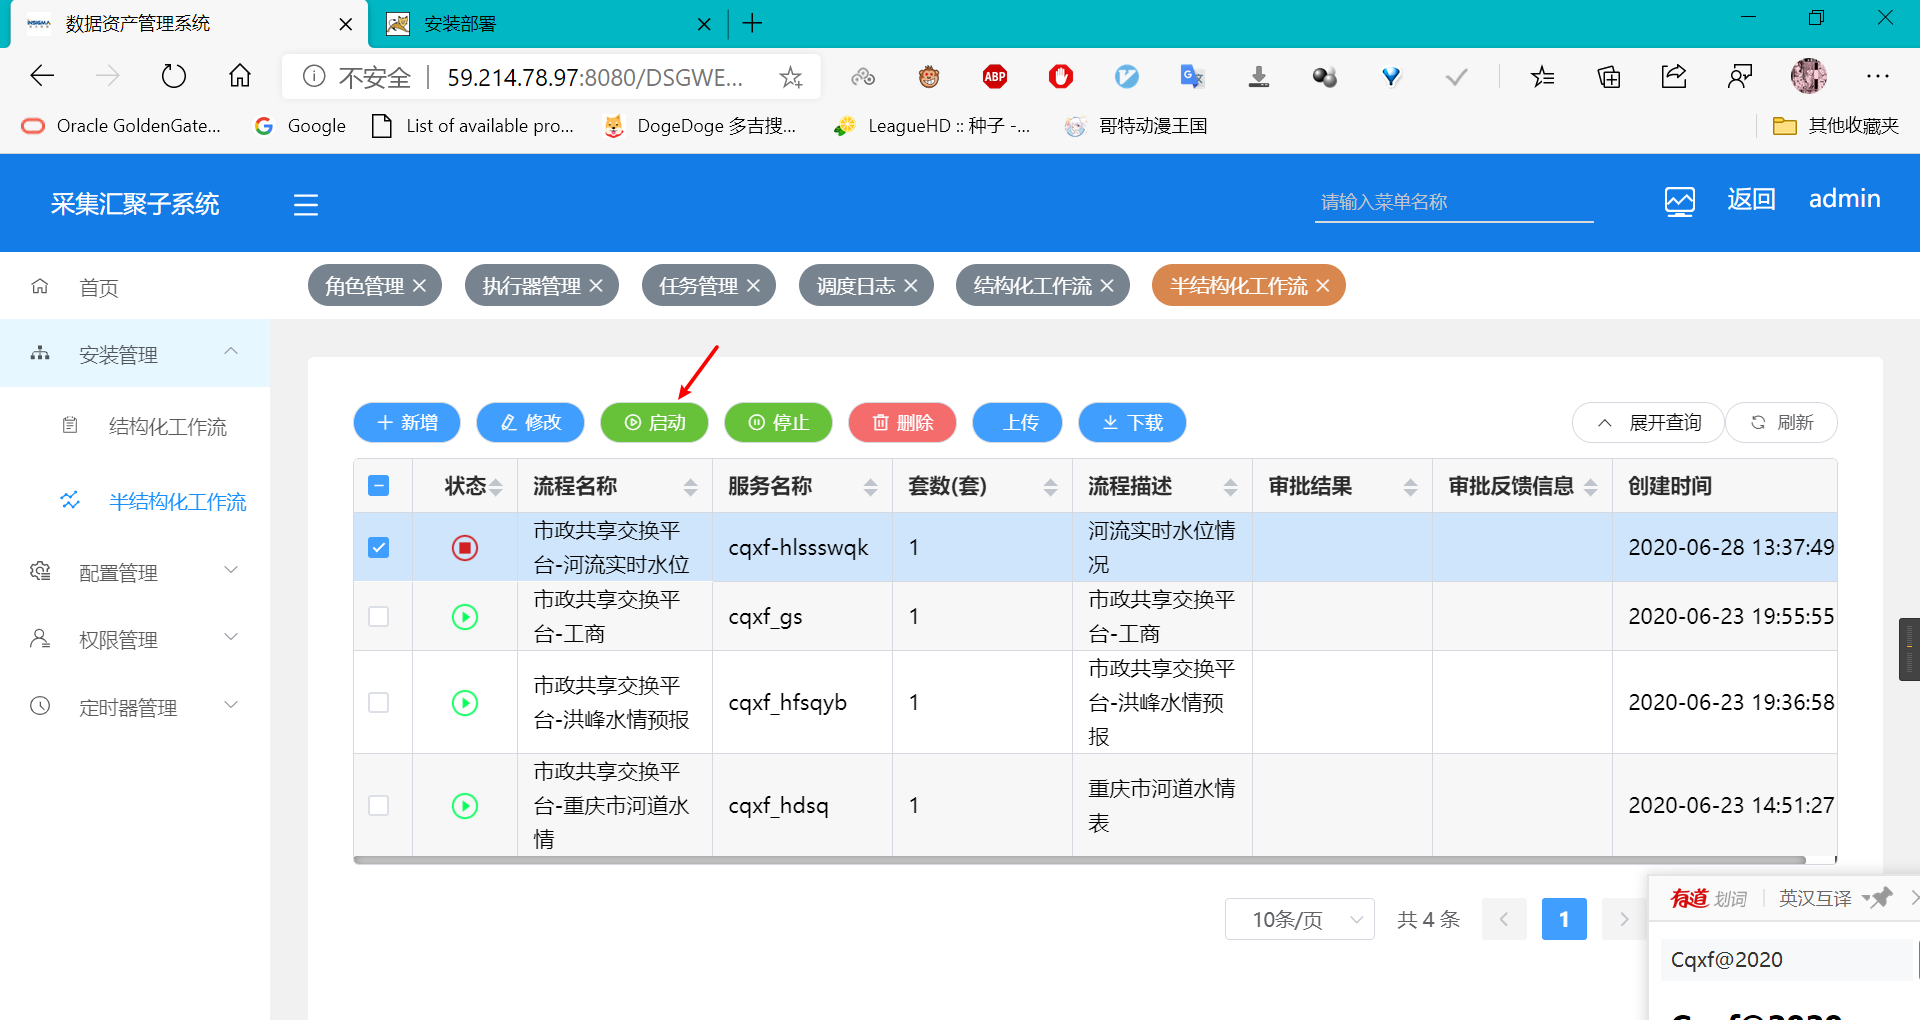 数据资产管理系统
安装部署
不安全
59.214.78.97:8080/DSGWE...
ABP
Oracle GoldenGate...
Google
List of available pro...
DogeDoge 多吉搜...
LeagueHD :: 种子 -...
哥特动漫王国
其他收藏夹
采集汇聚子系统
请输入菜单名称
返回
admin
首页
安装管理
结构化工作流
半结构化工作流
配置管理
权限管理
定时器管理
角色管理
执行器管理
任务管理
调度日志
结构化工作流
半结构化工作流
新增
修改
启动
停止
删除
上传
下载
展开查询
刷新
状态 流程名称 服务名称 套数(套) 流程描述 审批结果 审批反馈信息 创建时间
市政共享交换平
台-河流实时水位
cqxf-hlssswqk
1
河流实时水位情
况
2020-06-28 13:37:49
市政共享交换平
台-工商
cqxf_gs
1
市政共享交换平
台-工商
2020-06-23 19:55:55
市政共享交换平
台-洪峰水情预报
cqxf_hfsqyb
1
市政共享交换平
台-洪峰水情预
报
2020-06-23 19:36:58
市政共享交换平
台-重庆市河道水
情
cqxf_hdsq
1
重庆市河道水情
表
2020-06-23 14:51:27
10条/页
共 4 条
1
有道 划词
英汉互译
Cqxf@2020
Cqxf@2020